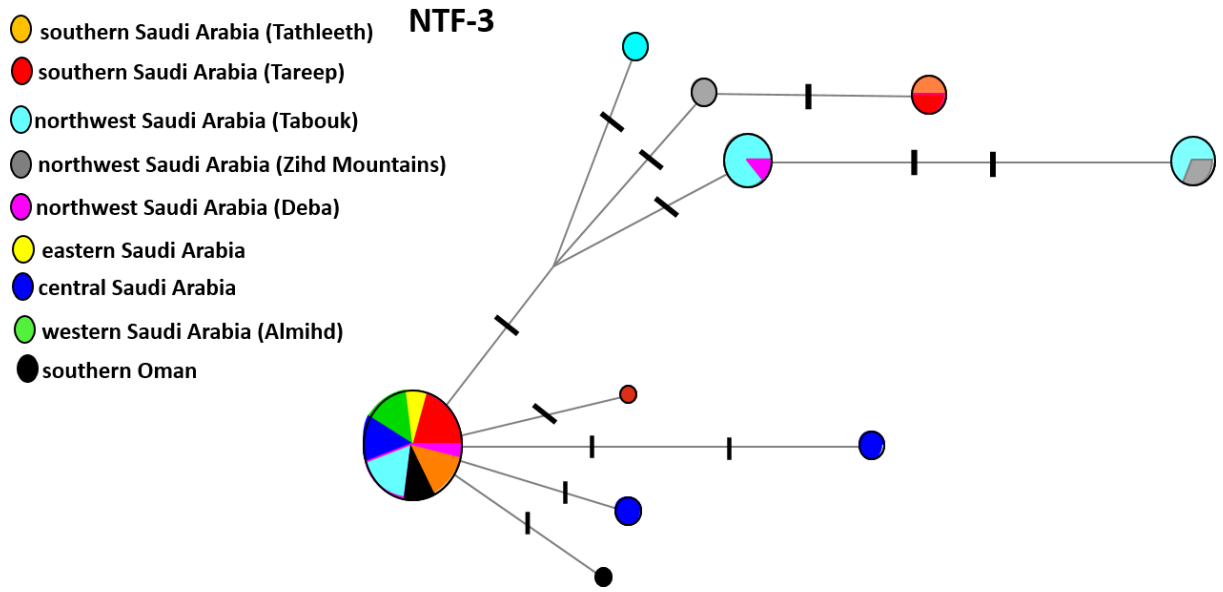 NTF-3
southern Saudi Arabia (Tathleeth)
southern Saudi Arabia (Tareep)
northwest Saudi Arabia (Tabouk)
northwest Saudi Arabia (Zihd Mountains)
northwest Saudi Arabia (Deba)
eastern Saudi Arabia
central Saudi Arabia
western Saudi Arabia (Almihd)
southern Oman